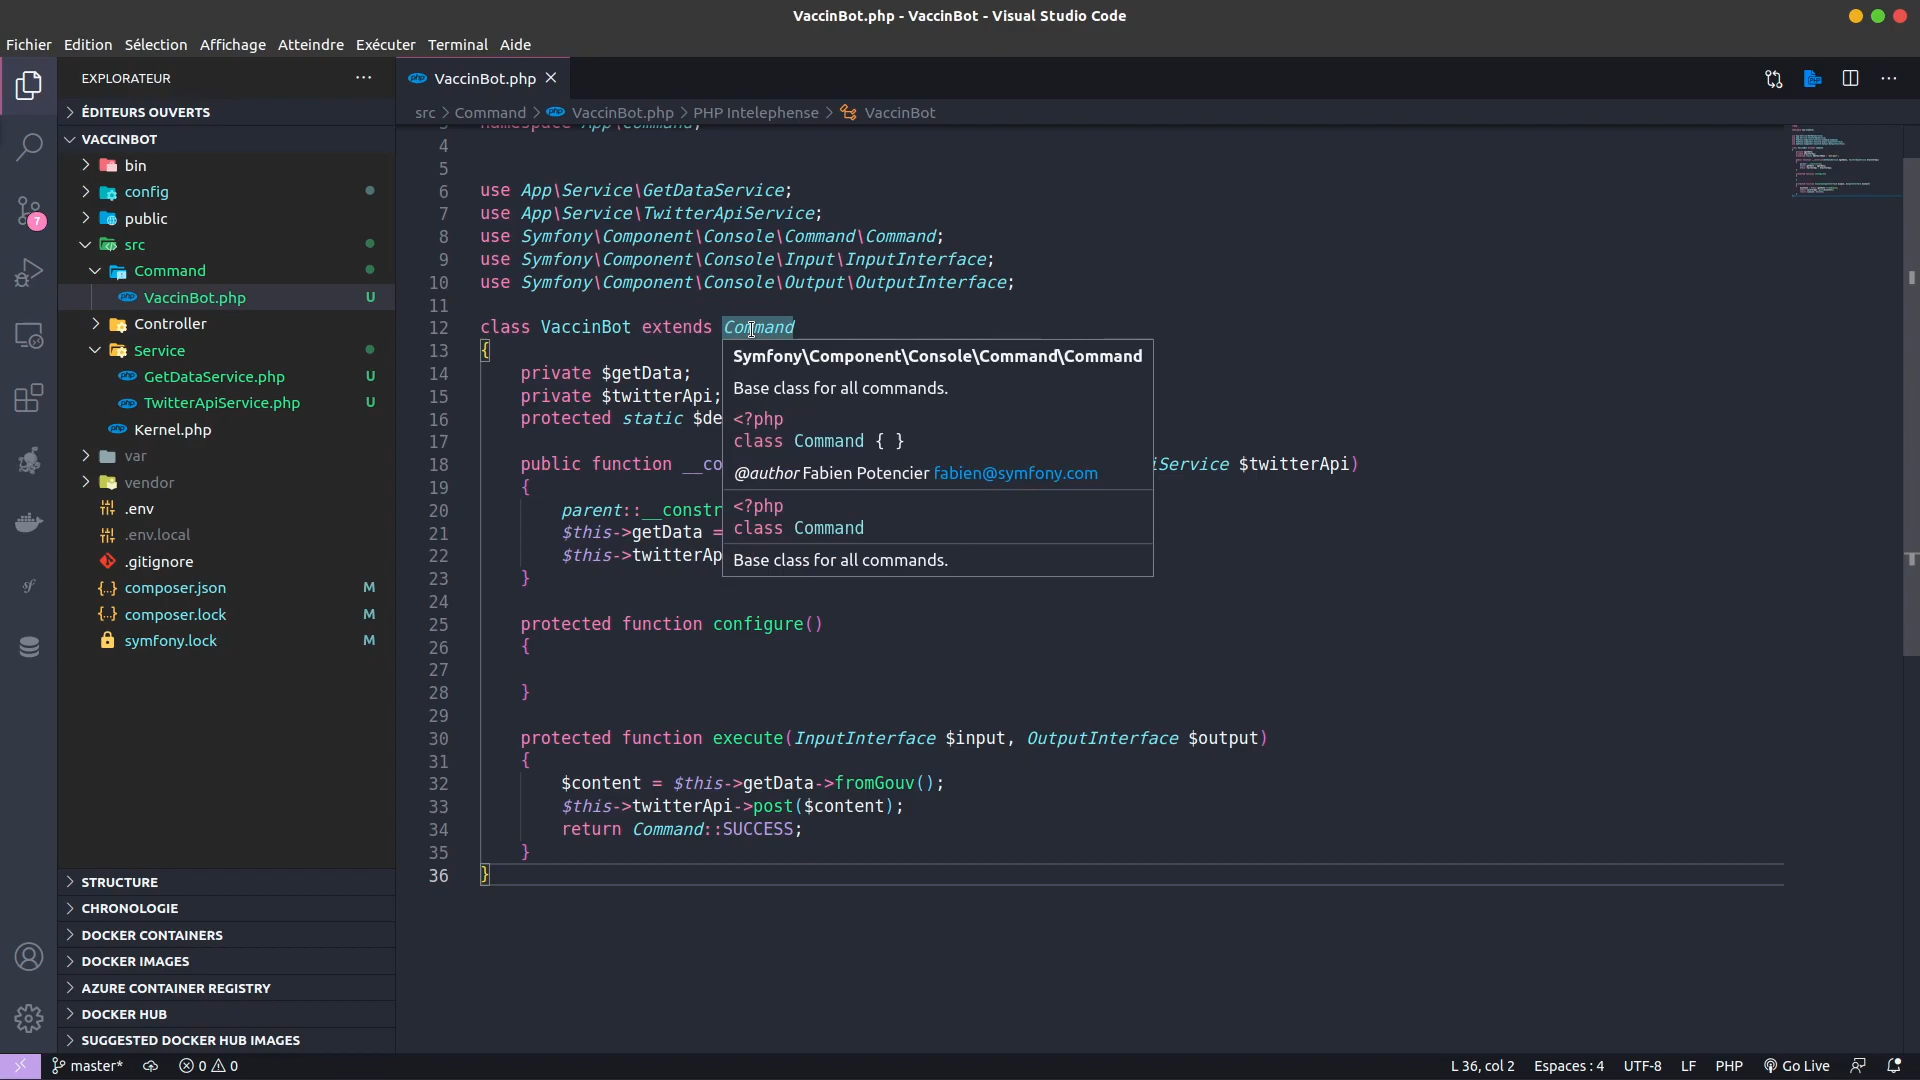 VaccinBot.php - VaccinBot - Visual Studio Code
Fichier Edition Sélection Affichage Atteindre Exécuter Terminal Aide
EXPLORATEUR
ÉDITEURS OUVERTS
VACCINBOT
bin
config
public
src
Command
VaccinBot.php U
Controller
Service
GetDataService.php U
TwitterApiService.php U
Kernel.php
var
vendor
.env
.env.local
.gitignore
composer.json M
composer.lock M
symfony.lock M
STRUCTURE
CHRONOLOGIE
DOCKER CONTAINERS
DOCKER IMAGES
AZURE CONTAINER REGISTRY
DOCKER HUB
SUGGESTED DOCKER HUB IMAGES
7
sf
php VaccinBot.php
src > Command > php VaccinBot.php > PHP Intelephense > VaccinBot
3 namespace App\Command;
4
5
6 use App\Service\GetDataService;
7 use App\Service\TwitterApiService;
8 use Symfony\Component\Console\Command\Command;
9 use Symfony\Component\Console\Input\InputInterface;
10 use Symfony\Component\Console\Output\OutputInterface;
11
12 class VaccinBot extends Command
13 {
14 private $getData;
15 private $twitterApi;
16 protected static $de
17
18 public function __co iService $twitterApi)
19 {
20 parent::__constr
21 $this->getData =
22 $this->twitterAp
23 }
24
25 protected function configure()
26 {
27
28 }
29
30 protected function execute(InputInterface $input, OutputInterface $output)
31 {
32 $content = $this->getData->fromGouv();
33 $this->twitterApi->post($content);
34 return Command::SUCCESS;
35 }
36 }
Symfony\Component\Console\Command\Command
Base class for all commands.
<?php
class Command { }
@author Fabien Potencier fabien@symfony.com
<?php
class Command
Base class for all commands.
master* 0 0 L 36, col 2 Espaces : 4 UTF-8 LF PHP Go Live